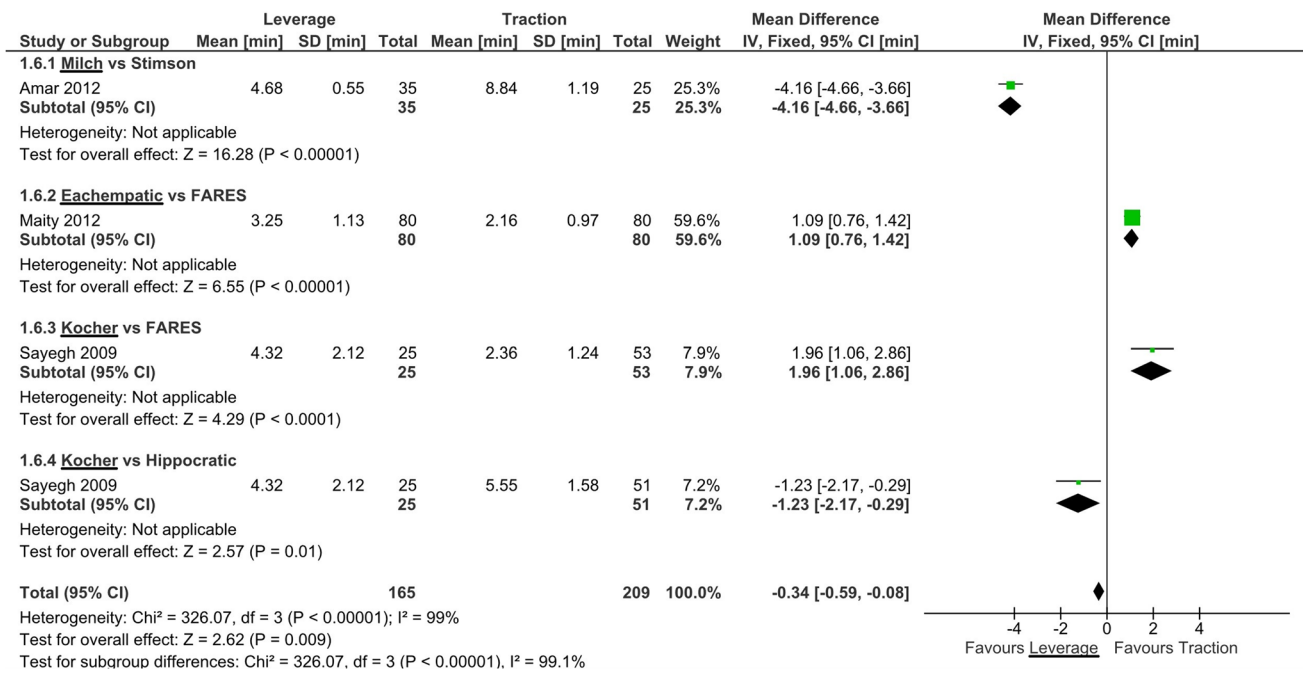 Leverage Traction Mean Difference Mean Difference
Study or Subgroup Mean [min] SD [min] Total Mean [min] SD [min] Total Weight IV, Fixed, 95% CI [min] IV, Fixed, 95% CI [min]
1.6.1 Milch vs Stimson
Amar 2012 4.68 0.55 35 8.84 1.19 25 25.3% -4.16 [-4.66, -3.66]
Subtotal (95% CI) 35 25 25.3% -4.16 [-4.66, -3.66]
Heterogeneity: Not applicable
Test for overall effect: Z = 16.28 (P < 0.00001)
1.6.2 Eachempatic vs FARES
Maity 2012 3.25 1.13 80 2.16 0.97 80 59.6% 1.09 [0.76, 1.42]
Subtotal (95% CI) 80 80 59.6% 1.09 [0.76, 1.42]
Heterogeneity: Not applicable
Test for overall effect: Z = 6.55 (P < 0.00001)
1.6.3 Kocher vs FARES
Sayegh 2009 4.32 2.12 25 2.36 1.24 53 7.9% 1.96 [1.06, 2.86]
Subtotal (95% CI) 25 53 7.9% 1.96 [1.06, 2.86]
Heterogeneity: Not applicable
Test for overall effect: Z = 4.29 (P < 0.0001)
1.6.4 Kocher vs Hippocratic
Sayegh 2009 4.32 2.12 25 5.55 1.58 51 7.2% -1.23 [-2.17, -0.29]
Subtotal (95% CI) 25 51 7.2% -1.23 [-2.17, -0.29]
Heterogeneity: Not applicable
Test for overall effect: Z = 2.57 (P = 0.01)
Total (95% CI) 165 209 100.0% -0.34 [-0.59, -0.08]
Heterogeneity: Chi² = 326.07, df = 3 (P < 0.00001); I² = 99%
Test for overall effect: Z = 2.62 (P = 0.009)
Test for subgroup differences: Chi² = 326.07, df = 3 (P < 0.00001), I² = 99.1%
-4 -2 0 2 4
Favours Leverage Favours Traction